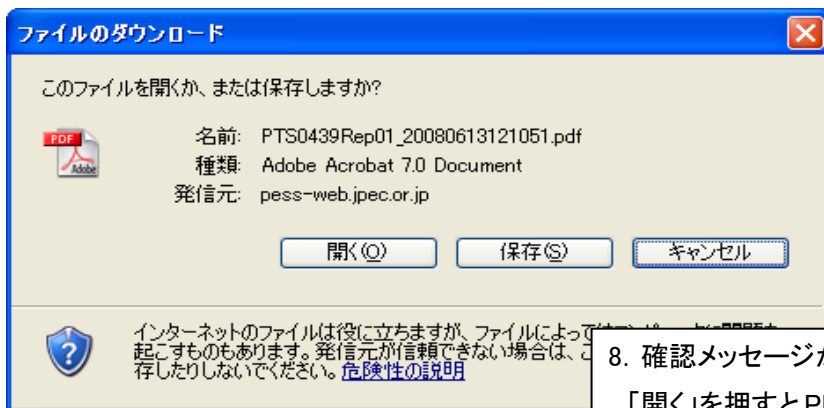 ファイルのダウンロード
このファイルを開くか、または保存しますか?
PDF
Adobe
名前: PTS0439Rep01_20080613121051.pdf
種類: Adobe Acrobat 7.0 Document
発信元: pess-web.jpec.or.jp
開く(O) 保存(S) キャンセル
インターネットのファイルは役に立ちますが、ファイルによっては
起こすものもあります。発信元が信頼できない場合は、こ
存したりしないでください。危険性の説明
8. 確認メッセージが
「開く」を押すとP